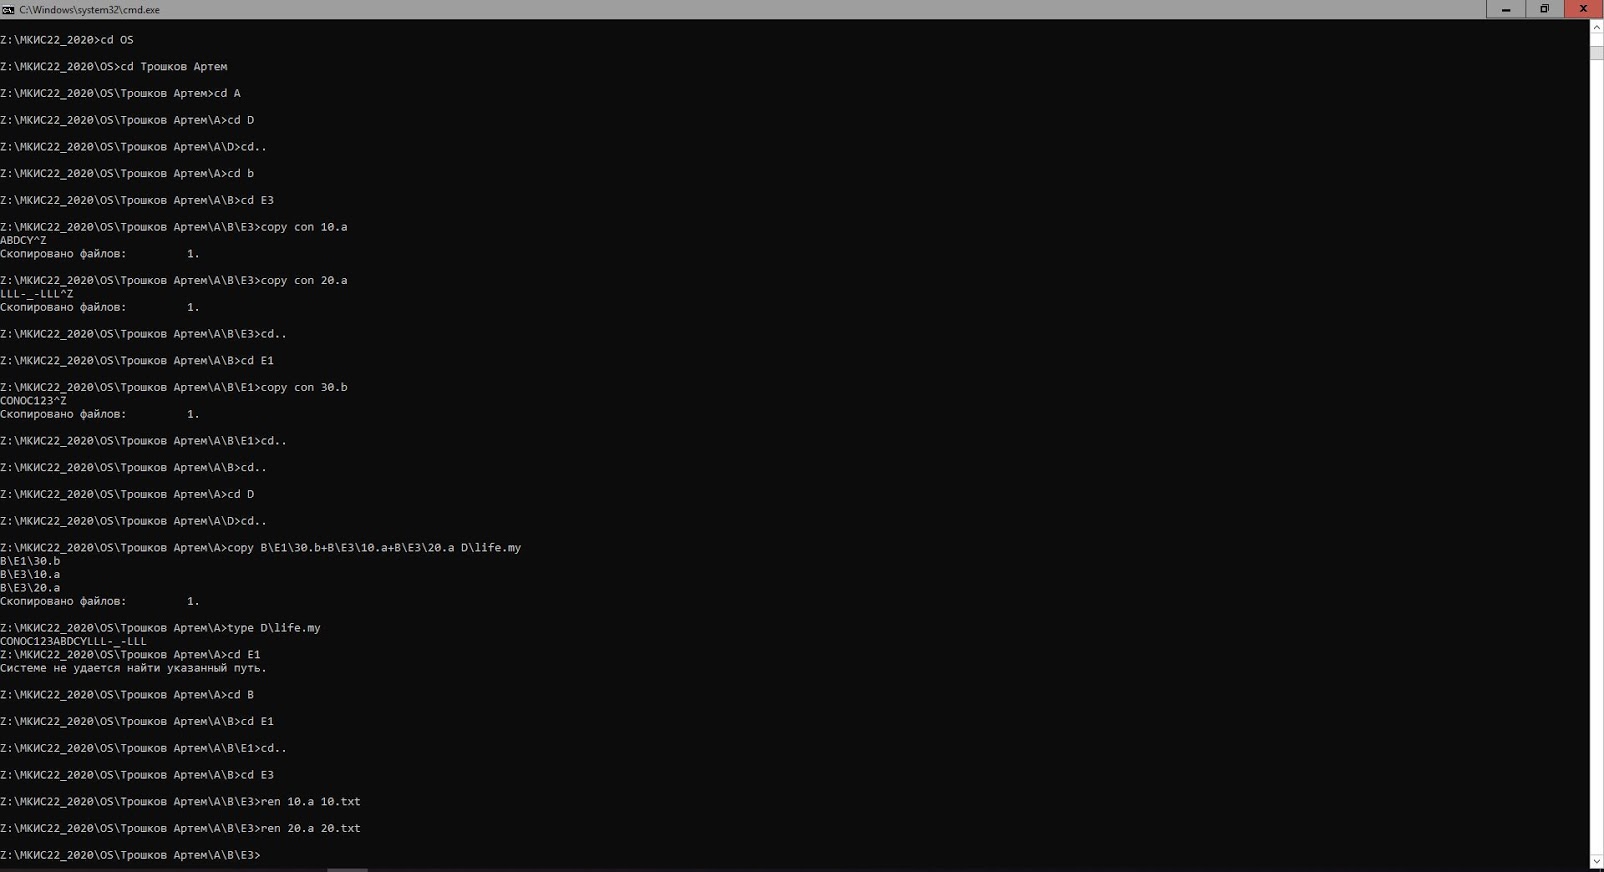 C:\Windows\system32\cmd.exe
Z:\МКИС22_2020>cd OS
Z:\МКИС22_2020\OS>cd Трошков Артем
Z:\МКИС22_2020\OS\Трошков Артем>cd A
Z:\МКИС22_2020\OS\Трошков Артем\A>cd D
Z:\МКИС22_2020\OS\Трошков Артем\A\D>cd..
Z:\МКИС22_2020\OS\Трошков Артем\A>cd b
Z:\МКИС22_2020\OS\Трошков Артем\A\B>cd E3
Z:\МКИС22_2020\OS\Трошков Артем\A\B\E3>copy con 10.a
ABDCY^Z
Скопировано файлов:         1.
Z:\МКИС22_2020\OS\Трошков Артем\A\B\E3>copy con 20.a
LLL-_-LLL^Z
Скопировано файлов:         1.
Z:\МКИС22_2020\OS\Трошков Артем\A\B\E3>cd..
Z:\МКИС22_2020\OS\Трошков Артем\A\B>cd E1
Z:\МКИС22_2020\OS\Трошков Артем\A\B\E1>copy con 30.b
CONOC123^Z
Скопировано файлов:         1.
Z:\МКИС22_2020\OS\Трошков Артем\A\B\E1>cd..
Z:\МКИС22_2020\OS\Трошков Артем\A\B>cd..
Z:\МКИС22_2020\OS\Трошков Артем\A>cd D
Z:\МКИС22_2020\OS\Трошков Артем\A\D>cd..
Z:\МКИС22_2020\OS\Трошков Артем\A>copy B\E1\30.b+B\E3\10.a+B\E3\20.a D\life.my
B\E1\30.b
B\E3\10.a
B\E3\20.a
Скопировано файлов:         1.
Z:\МКИС22_2020\OS\Трошков Артем\A>type D\life.my
CONOC123ABDCYLLL-_-LLL
Z:\МКИС22_2020\OS\Трошков Артем\A>cd E1
Системе не удается найти указанный путь.
Z:\МКИС22_2020\OS\Трошков Артем\A>cd B
Z:\МКИС22_2020\OS\Трошков Артем\A\B>cd E1
Z:\МКИС22_2020\OS\Трошков Артем\A\B\E1>cd..
Z:\МКИС22_2020\OS\Трошков Артем\A\B>cd E3
Z:\МКИС22_2020\OS\Трошков Артем\A\B\E3>ren 10.a 10.txt
Z:\МКИС22_2020\OS\Трошков Артем\A\B\E3>ren 20.a 20.txt
Z:\МКИС22_2020\OS\Трошков Артем\A\B\E3>